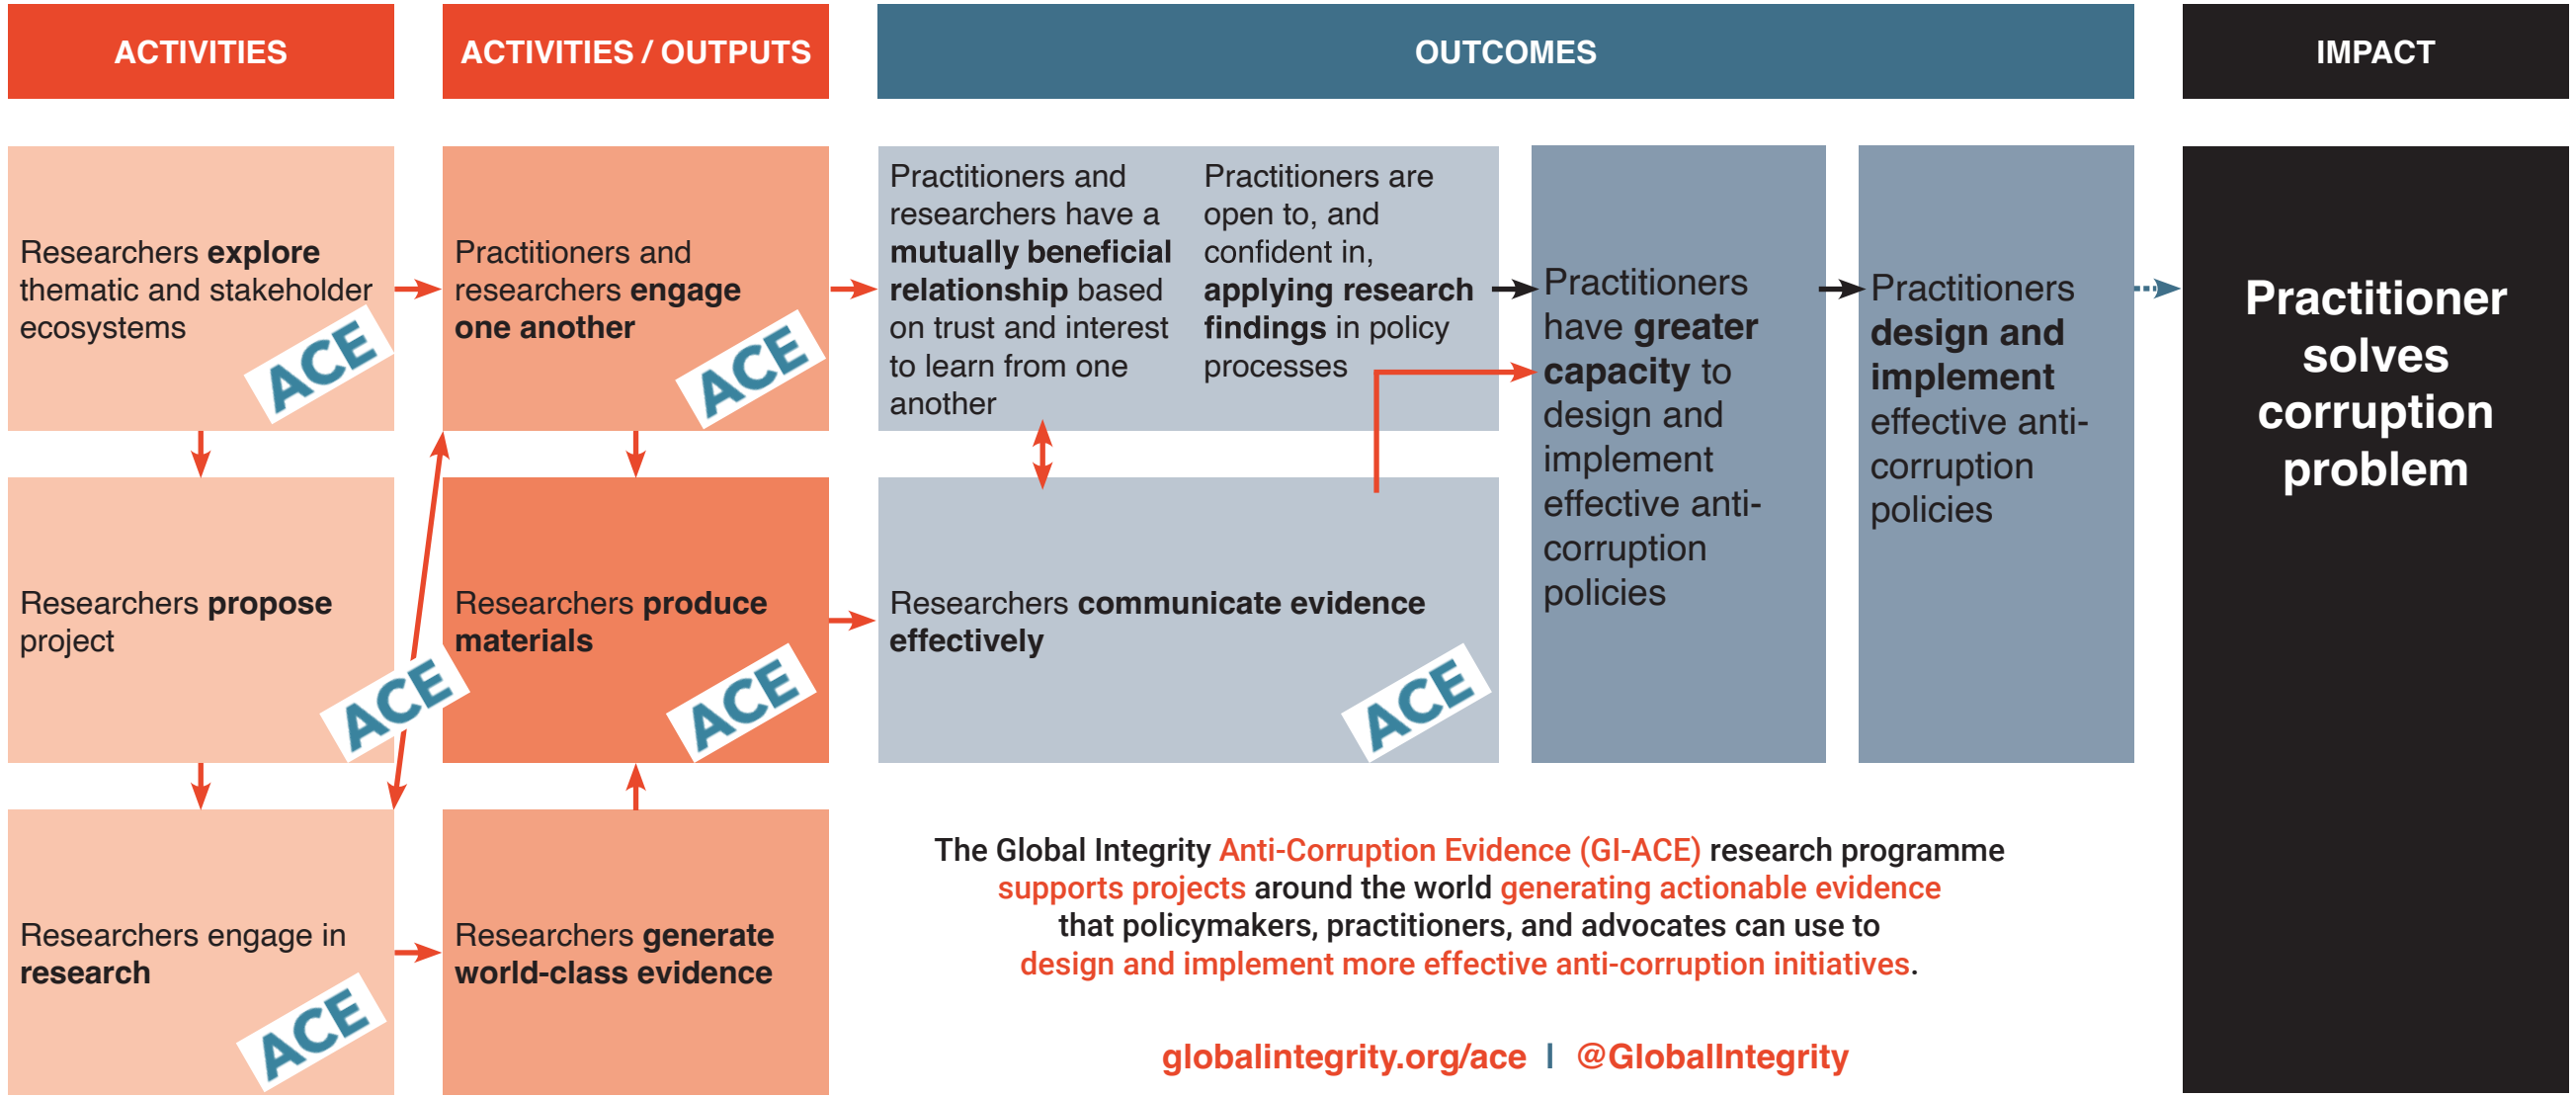 ACTIVITIES
ACTIVITIES / OUTPUTS
OUTCOMES
IMPACT
Researchers explore
thematic and stakeholder
ecosystems
ACE
Practitioners and
researchers engage
one another
ACE
Practitioners and
researchers have a
mutually beneficial
relationship based
on trust and interest
to learn from one
another
Practitioners are
open to, and
confident in,
applying research
findings in policy
processes
Practitioners
have greater
capacity to
design and
implement
effective anti-
corruption
policies
Practitioners
design and
implement
effective anti-
corruption
policies
Practitioner
solves
corruption
problem
Researchers propose
project
ACE
Researchers produce
materials
ACE
Researchers communicate evidence
effectively
ACE
Researchers engage in
research
ACE
Researchers generate
world-class evidence
The Global Integrity Anti-Corruption Evidence (GI-ACE) research programme
supports projects around the world generating actionable evidence
that policymakers, practitioners, and advocates can use to
design and implement more effective anti-corruption initiatives.
globalintegrity.org/ace | @GlobalIntegrity